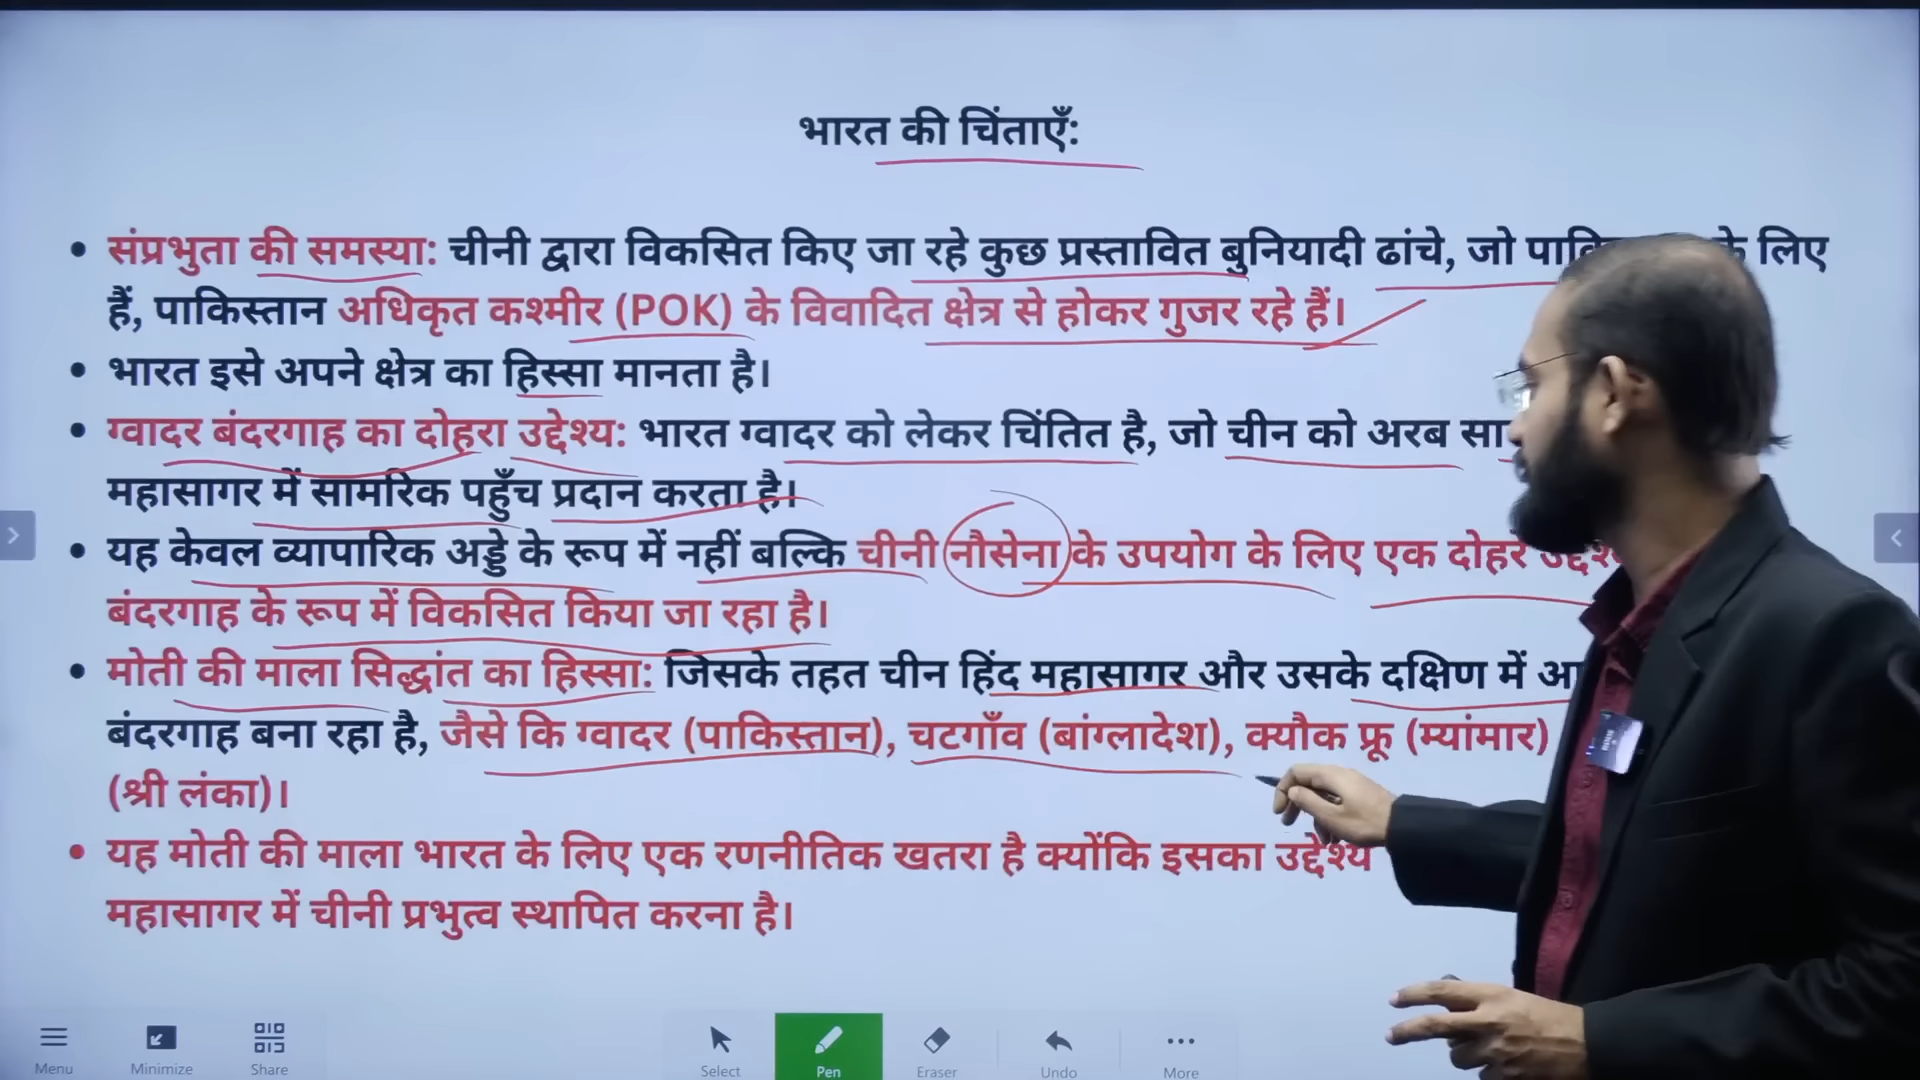 भारत की चिंताएँ:
• संप्रभुता की समस्या: चीनी द्वारा विकसित किए जा रहे कुछ प्रस्तावित बुनियादी ढांचे, जो के लिए
हैं, पाकिस्तान अधिकृत कश्मीर (POK) के विवादित क्षेत्र से होकर गुजर रहे हैं।
• भारत इसे अपने क्षेत्र का हिस्सा मानता है।
• ग्वादर बंदरगाह का दोहरा उद्देश्य: भारत ग्वादर को लेकर चिंतित है, जो चीन को अरब
महासागर में सामरिक पहुँच प्रदान करता है।
• यह केवल व्यापारिक अड्डे के रूप में नहीं बल्कि चीनी नौसेना के उपयोग के लिए एक दोहरे
बंदरगाह के रूप में विकसित किया जा रहा है।
• मोती की माला सिद्धांत का हिस्सा: जिसके तहत चीन हिंद महासागर और उसके दक्षिण में
बंदरगाह बना रहा है, जैसे कि ग्वादर (पाकिस्तान), चटगाँव (बांग्लादेश), क्यौक फ्रू (म्यांमार)
(श्री लंका)।
• यह मोती की माला भारत के लिए एक रणनीतिक खतरा है क्योंकि इसका उद्देश्य
महासागर में चीनी प्रभुत्व स्थापित करना है।
Menu Minimize Share Select Pen Eraser Undo More